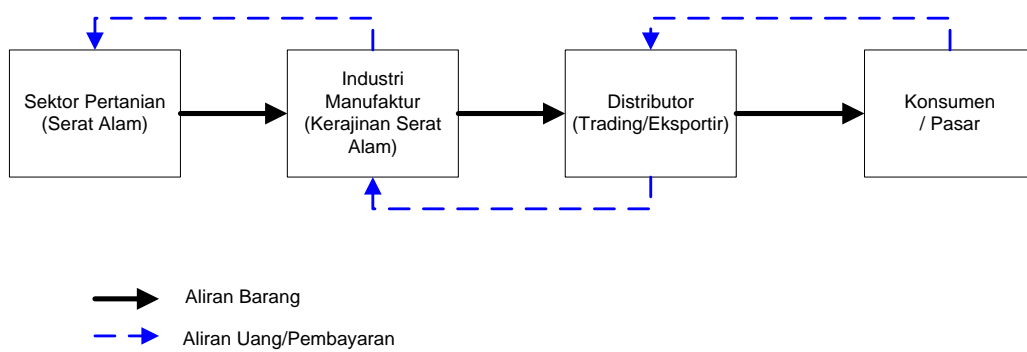 Sektor Pertanian
(Serat Alam)
Industri
Manufaktur
(Kerajinan Serat
Alam)
Distributor
(Trading/Eksportir)
Konsumen
/ Pasar
Aliran Barang
Aliran Uang/Pembayaran